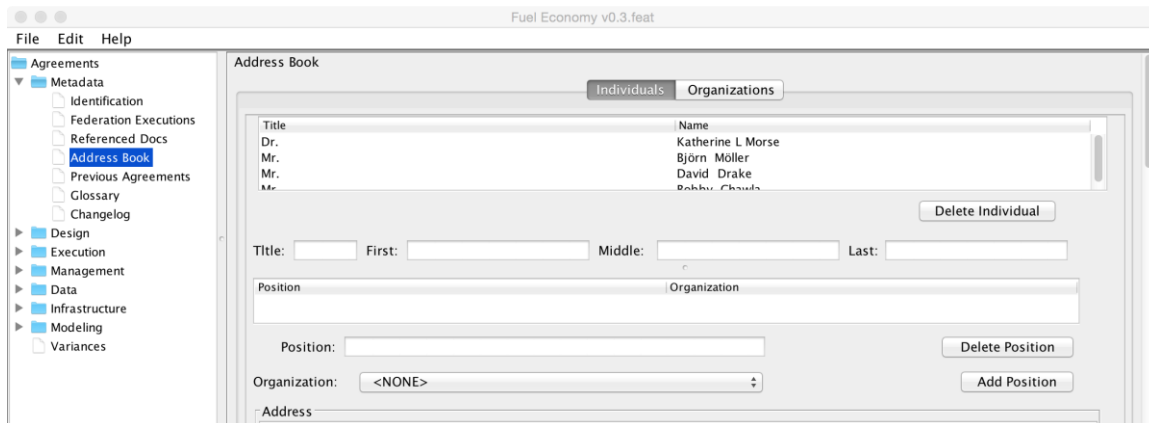 Fuel Economy v0.3.feat
File Edit Help
Agreements
Metadata
Identification
Federation Executions
Referenced Docs
Address Book
Previous Agreements
Glossary
Changelog
Design
Execution
Management
Data
Infrastructure
Modeling
Variances
Address Book
Individuals Organizations
Title Name
Dr. Katherine L Morse
Mr. Björn Möller
Mr. David Drake
Mr. Robby Chawla
Delete Individual
TItle: First: Middle: Last:
Position Organization
Position: Delete Position
Organization: <NONE> Add Position
Address